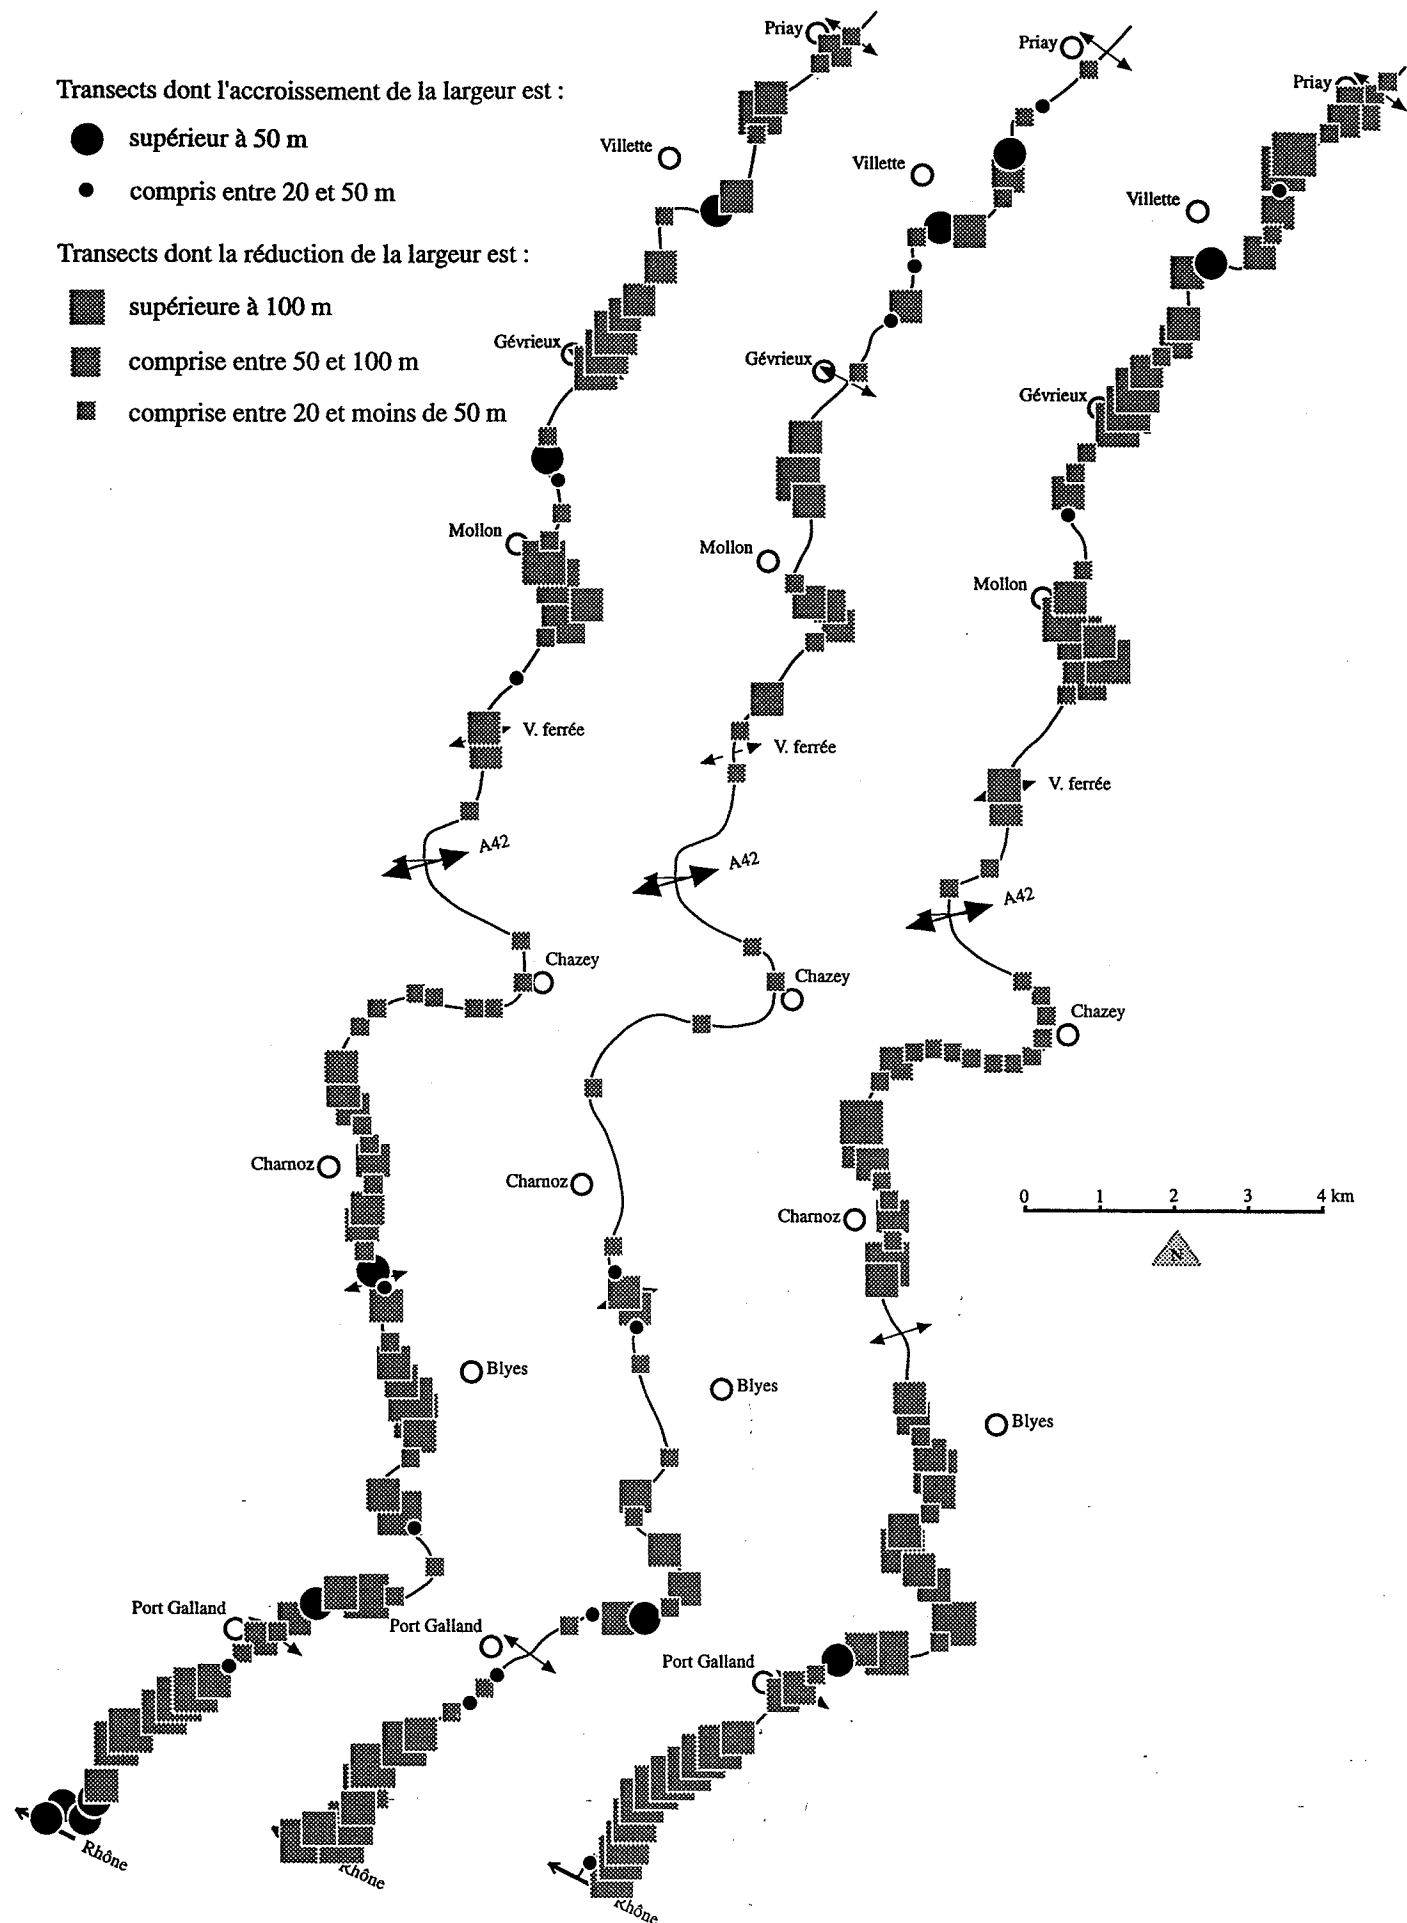 Transects dont l'accroissement de la largeur est :
supérieur à 50 m
compris entre 20 et 50 m
Transects dont la réduction de la largeur est :
supérieure à 100 m
comprise entre 50 et 100 m
comprise entre 20 et moins de 50 m
Priay
Villette
Gévrieux
Mollon
V. ferrée
A42
Chazey
Charnoz
Blyes
Port Galland
Rhône
Priay
Villette
Gévrieux
Mollon
V. ferrée
A42
Chazey
Charnoz
Blyes
Port Galland
Rhône
Priay
Villette
Gévrieux
Mollon
V. ferrée
A42
Chazey
Charnoz
Blyes
Port Galland
Rhône
0 1 2 3 4 km
N